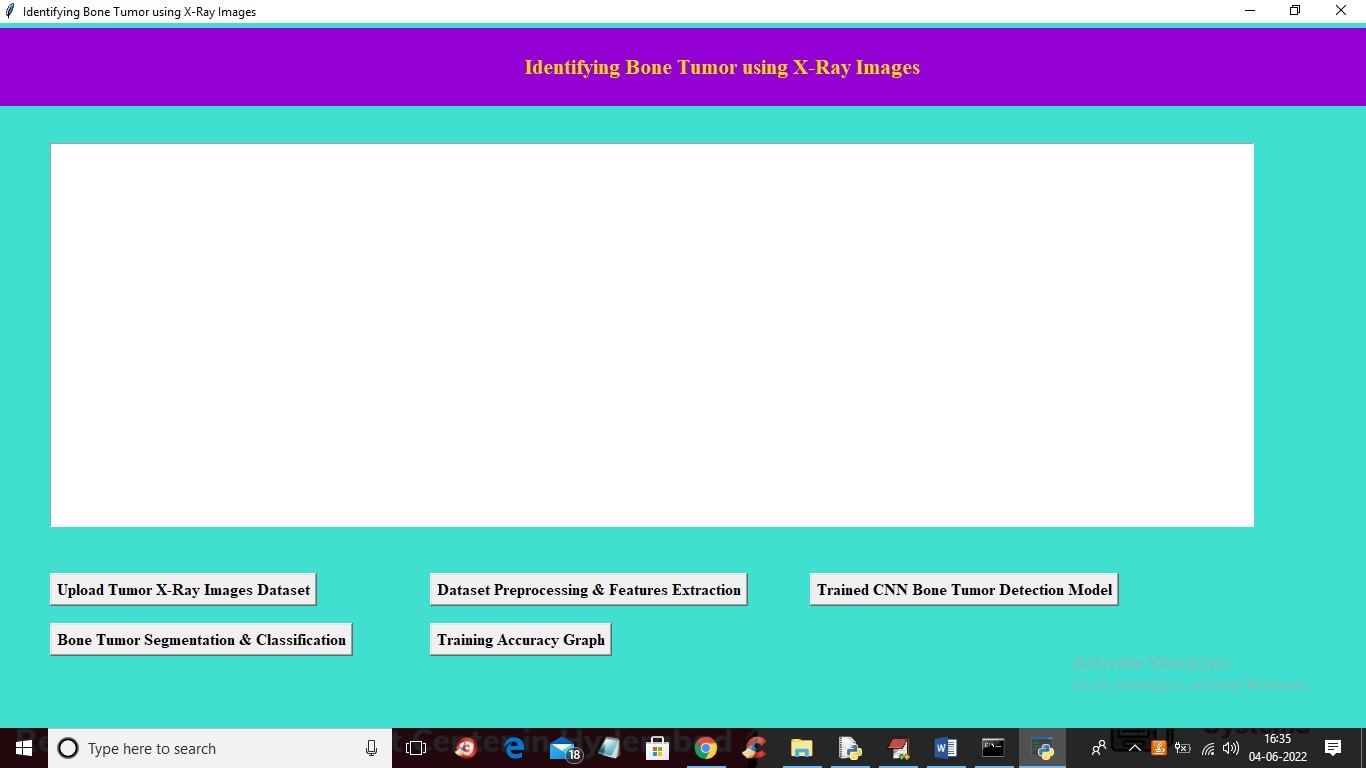 Identifying Bone Tumor using X-Ray Images
Identifying Bone Tumor using X-Ray Images
Upload Tumor X-Ray Images Dataset
Dataset Preprocessing & Features Extraction
Trained CNN Bone Tumor Detection Model
Bone Tumor Segmentation & Classification
Training Accuracy Graph
Activate Windows
Go to Settings to activate Windows.
Type here to search
18
16:35
04-06-2022